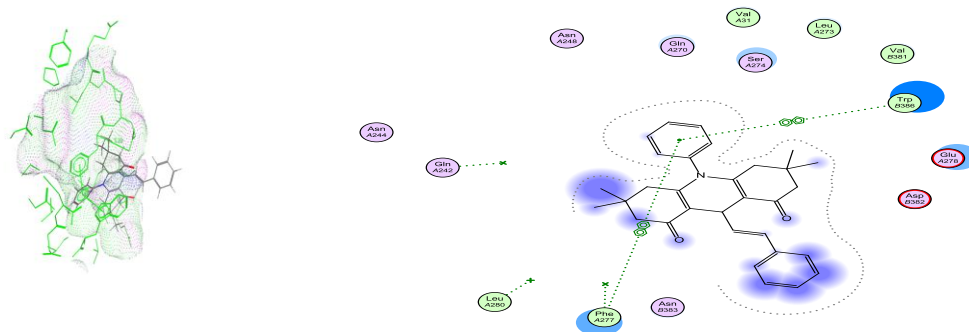 Val
A31
Leu
A273
Asn
A248
Gln
A270
Ser
A274
Val
B381
Trp
B386
Asn
A244
Gln
A242
Glu
A278
Asp
B382
N
O
O
Leu
A280
Phe
A277
Asn
B383